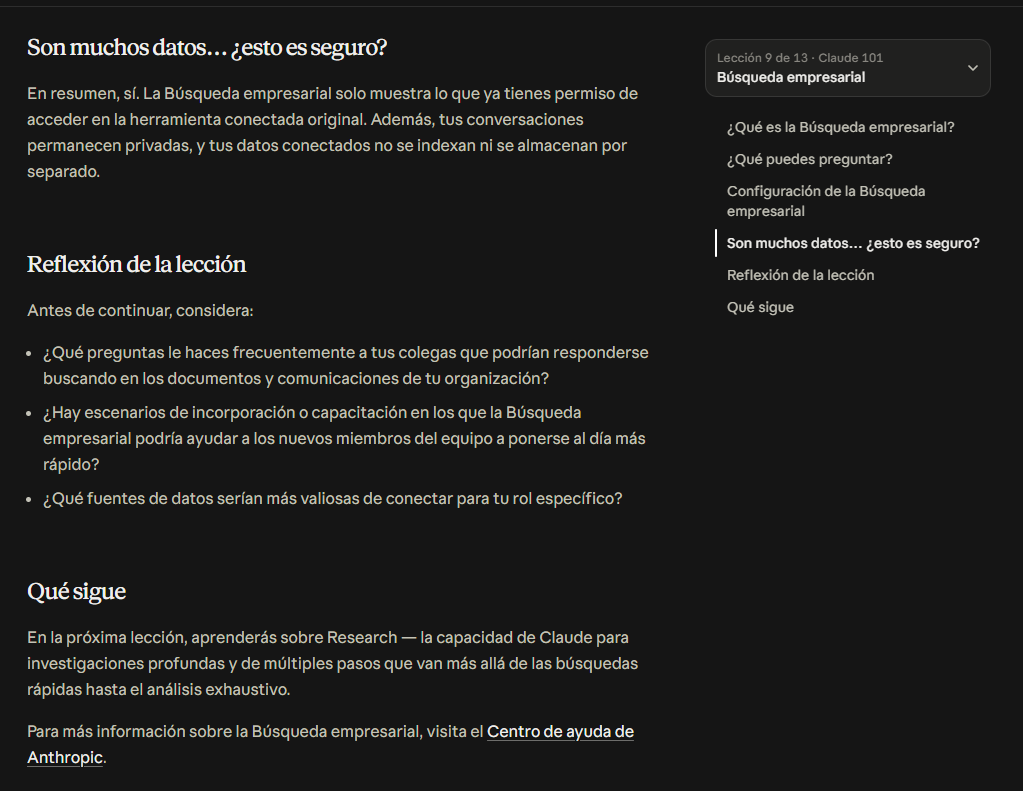 Son muchos datos… ¿esto es seguro?
En resumen, sí. La Búsqueda empresarial solo muestra lo que ya tienes permiso de
acceder en la herramienta conectada original. Además, tus conversaciones
permanecen privadas, y tus datos conectados no se indexan ni se almacenan por
separado.
Reflexión de la lección
Antes de continuar, considera:
• ¿Qué preguntas le haces frecuentemente a tus colegas que podrían responderse
buscando en los documentos y comunicaciones de tu organización?
• ¿Hay escenarios de incorporación o capacitación en los que la Búsqueda
empresarial podría ayudar a los nuevos miembros del equipo a ponerse al día más
rápido?
• ¿Qué fuentes de datos serían más valiosas de conectar para tu rol específico?
Qué sigue
En la próxima lección, aprenderás sobre Research — la capacidad de Claude para
investigaciones profundas y de múltiples pasos que van más allá de las búsquedas
rápidas hasta el análisis exhaustivo.
Para más información sobre la Búsqueda empresarial, visita el Centro de ayuda de
Anthropic.
Lección 9 de 13 · Claude 101
Búsqueda empresarial
¿Qué es la Búsqueda empresarial?
¿Qué puedes preguntar?
Configuración de la Búsqueda
empresarial
Son muchos datos… ¿esto es seguro?
Reflexión de la lección
Qué sigue